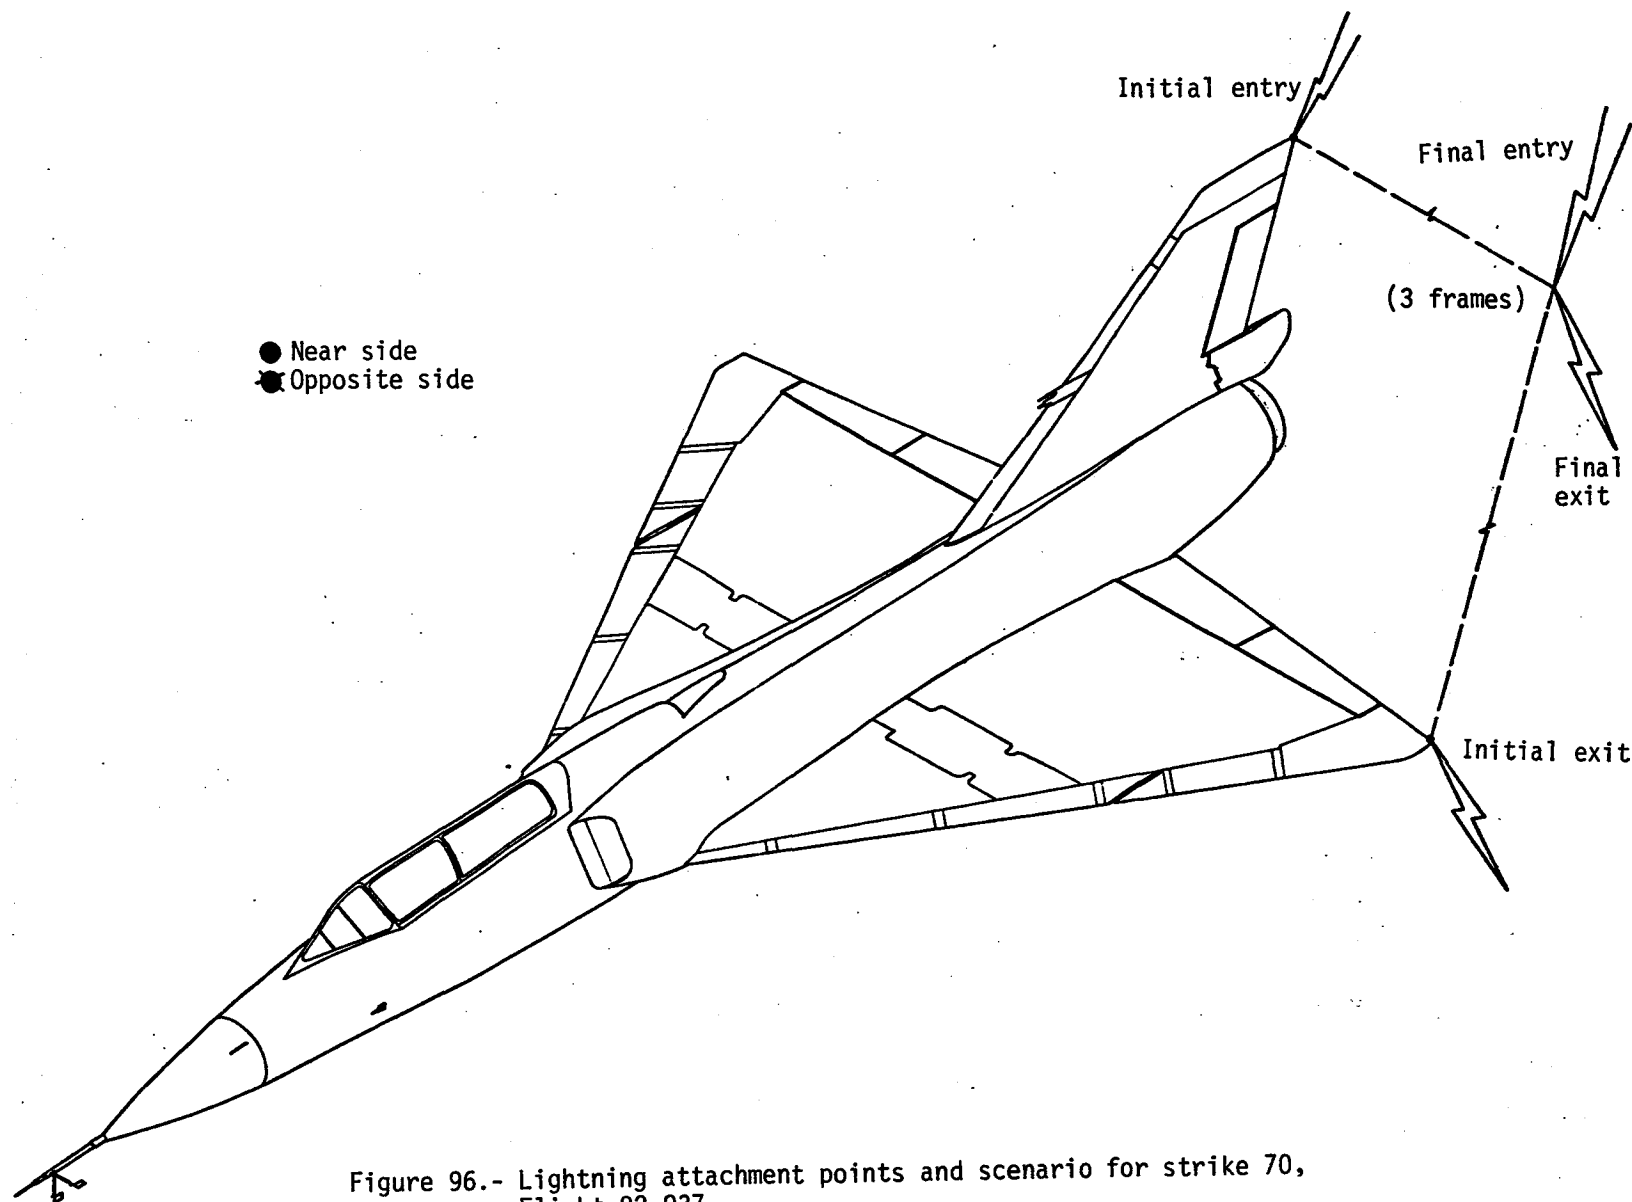 Initial entry
Final entry
(3 frames)
Near side
Opposite side
Final
exit
Initial exit
Figure 96.- Lightning attachment points and scenario for strike 70,